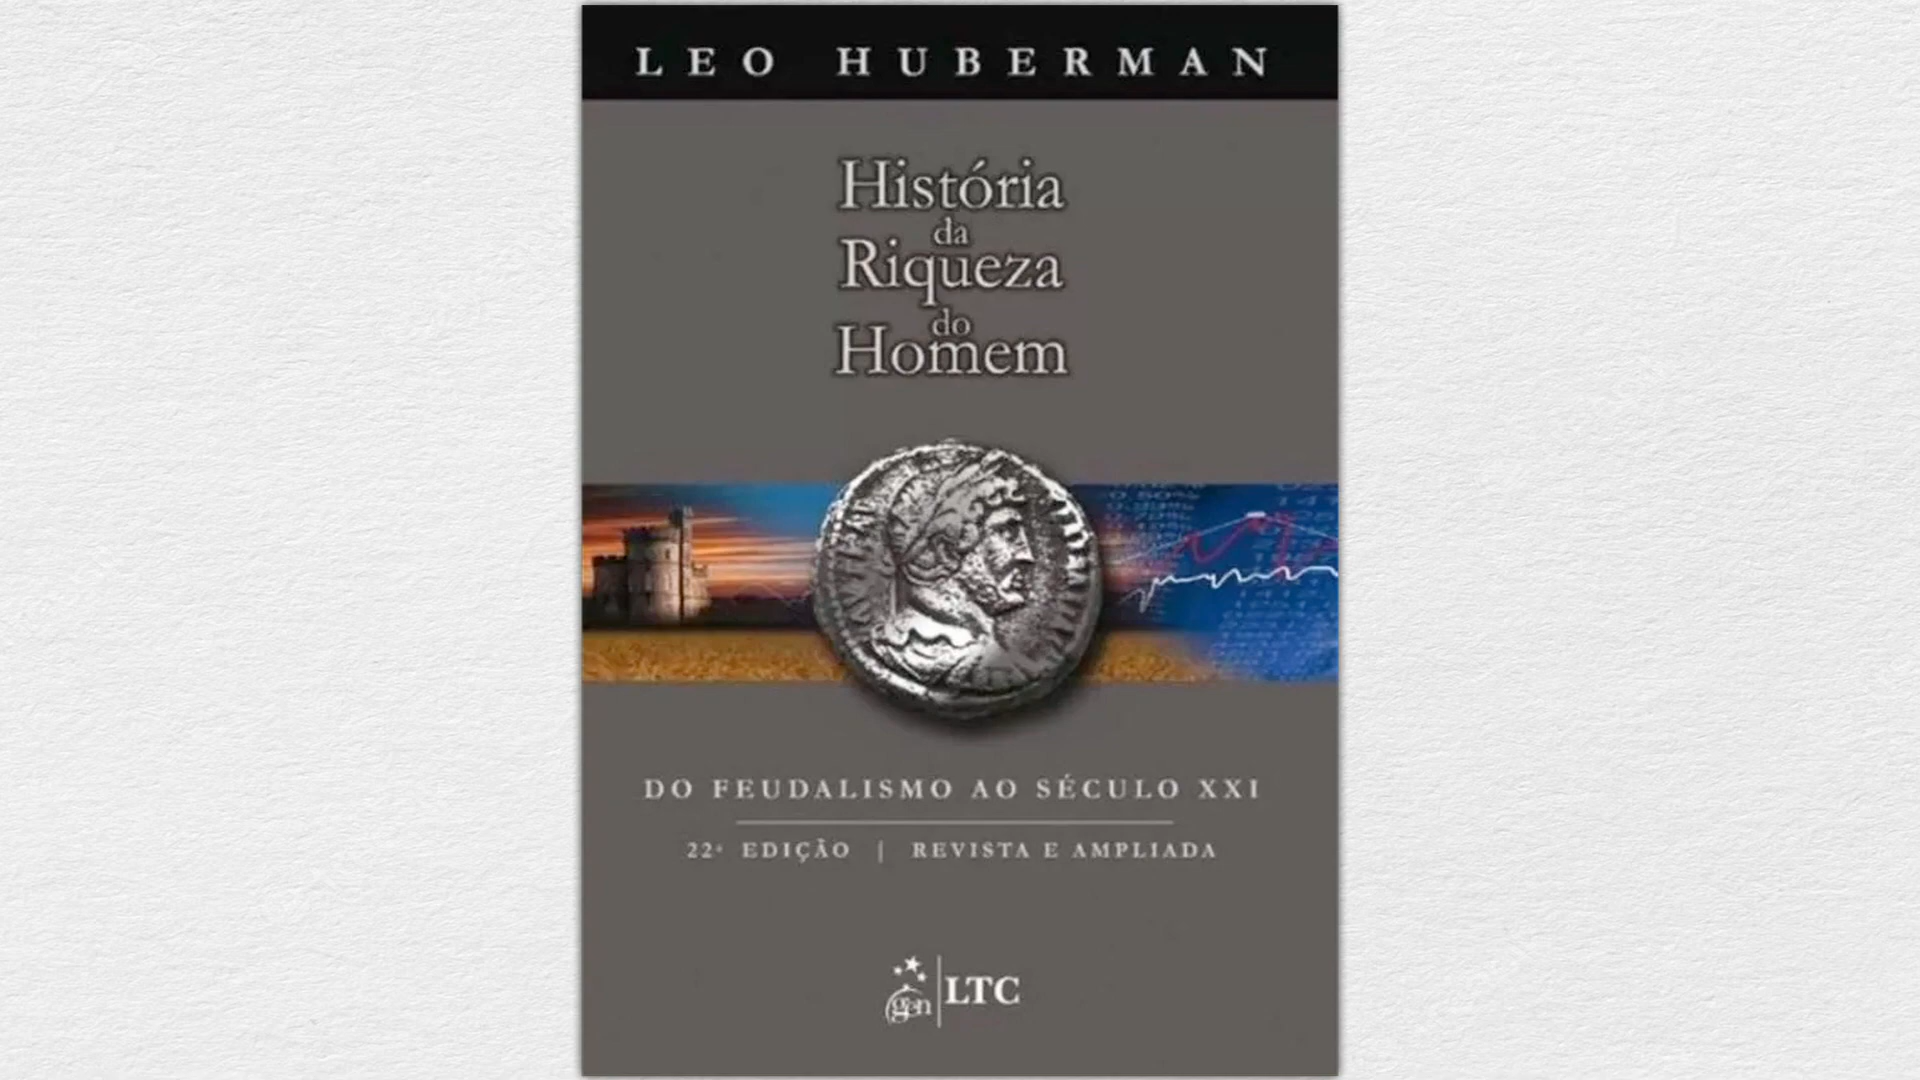 LEO HUBERMAN
História
da
Riqueza
do
Homem
DO FEUDALISMO AO SÉCULO XXI
22ª EDIÇÃO | REVISTA E AMPLIADA
gen LTC